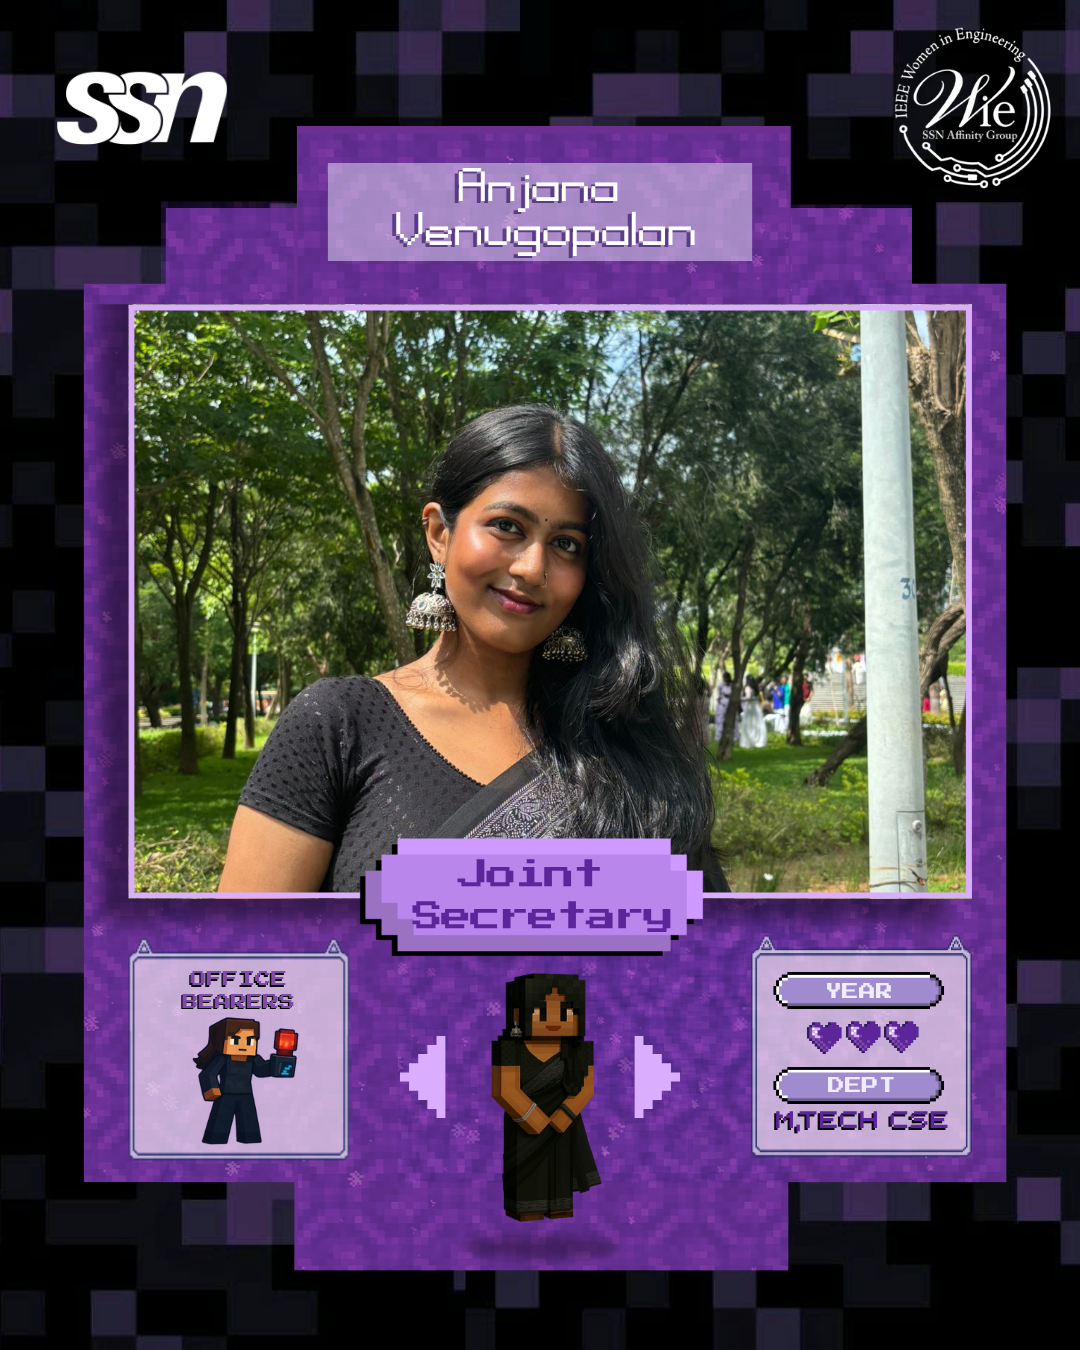 ssn
IEEE Women in Engineering
Wie
SSN Affinity Group
Anjana
Venugopalan
Joint
Secretary
OFFICE
BEARERS
YEAR
DEPT
M,TECH CSE